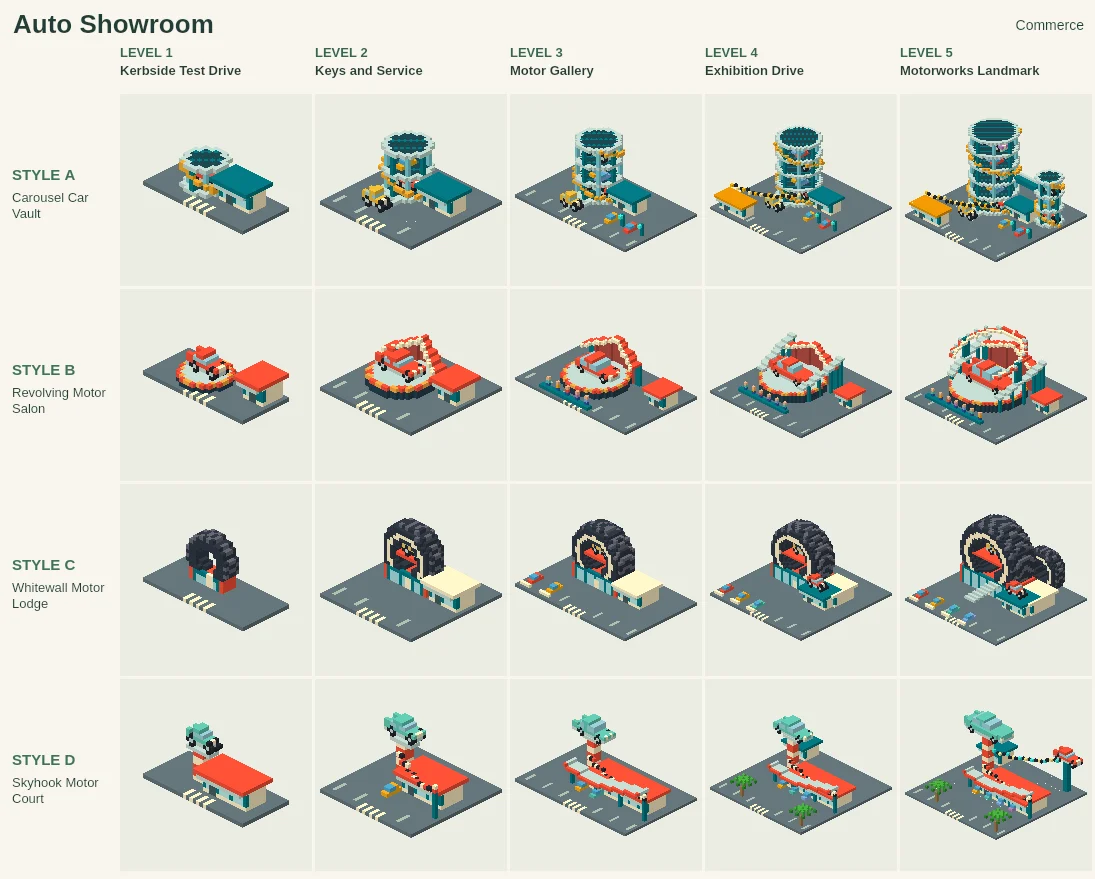 Auto Showroom
Commerce
LEVEL 1
Kerbside Test Drive
LEVEL 2
Keys and Service
LEVEL 3
Motor Gallery
LEVEL 4
Exhibition Drive
LEVEL 5
Motorworks Landmark
STYLE A
Carousel Car
Vault
STYLE B
Revolving Motor
Salon
STYLE C
Whitewall Motor
Lodge
STYLE D
Skyhook Motor
Court